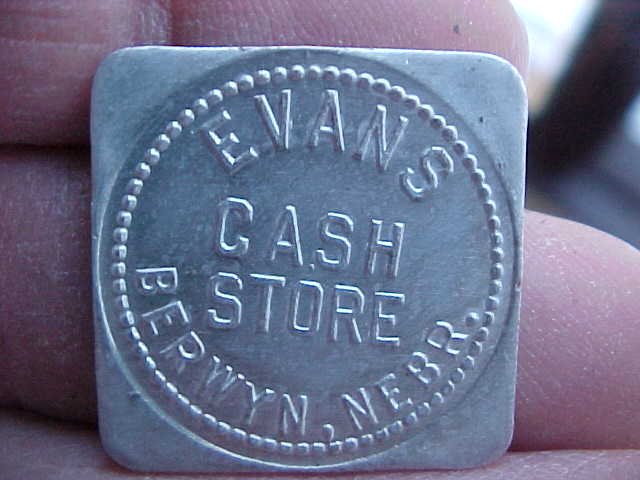 EVANS
CASH
STORE
BERWYN, NEBR.